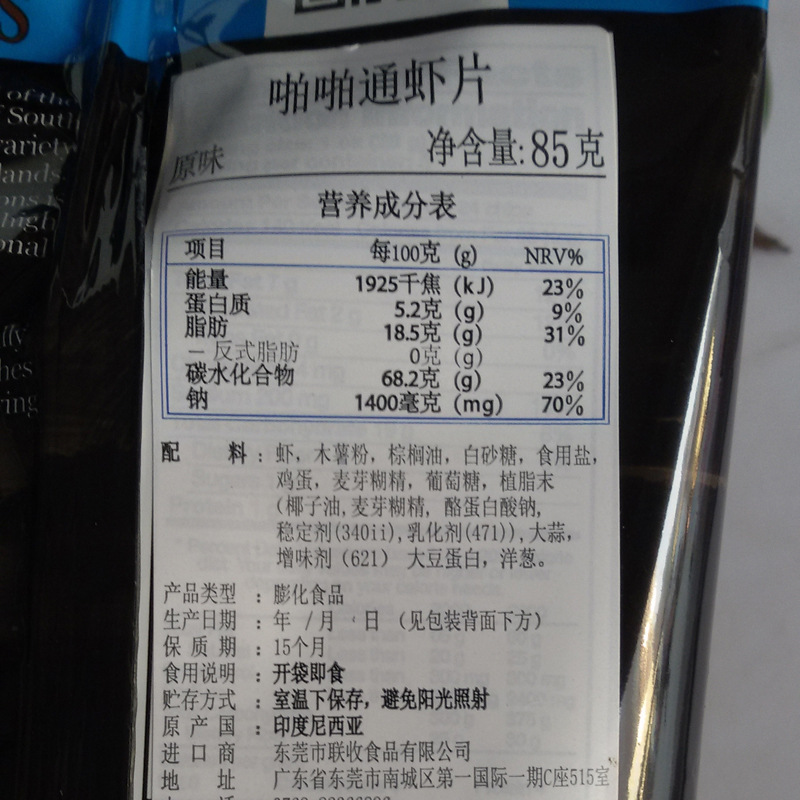 of the
South
variety
lands
ons is
high
onal
啪啪通虾片
原味 净含量:85克
营养成分表
项目 每100克 (g) NRV%
能量 1925千焦 (kJ) 23%
蛋白质 5.2克 (g) 9%
脂肪 18.5克 (g) 31%
— 反式脂肪 0克 (g)
碳水化合物 68.2克 (g) 23%
钠 1400毫克 (mg) 70%
配 料：虾，木薯粉，棕榈油，白砂糖，食用盐，
鸡蛋，麦芽糊精，葡萄糖，植脂末
(椰子油,麦芽糊精，酪蛋白酸钠,
稳定剂(340ii),乳化剂(471)),大蒜，
增味剂（621） 大豆蛋白，洋葱。
产品类型 ：膨化食品
生产日期 ：年 /月 日 （见包装背面下方）
保 质 期 ：15个月
食用说明 ：开袋即食
贮存方式 ：室温下保存，避免阳光照射
原 产 国 ：印度尼西亚
进 口 商 东莞市联收食品有限公司
地 址 广东省东莞市南城区第一国际一期C座515室